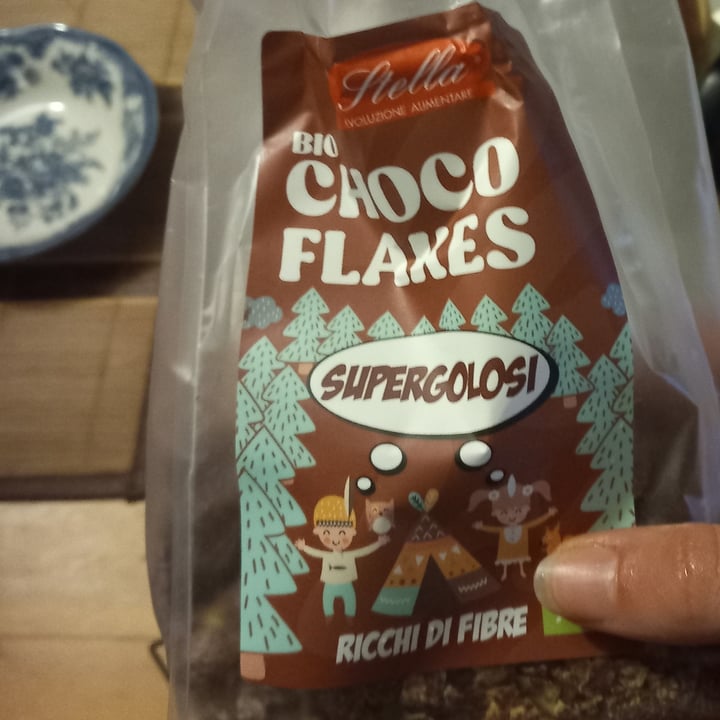 Stella
EVOLUZIONE ALIMENTARE
BIO
CHOCO
FLAKES
SUPERGOLOSI
RICCHI DI FIBRE